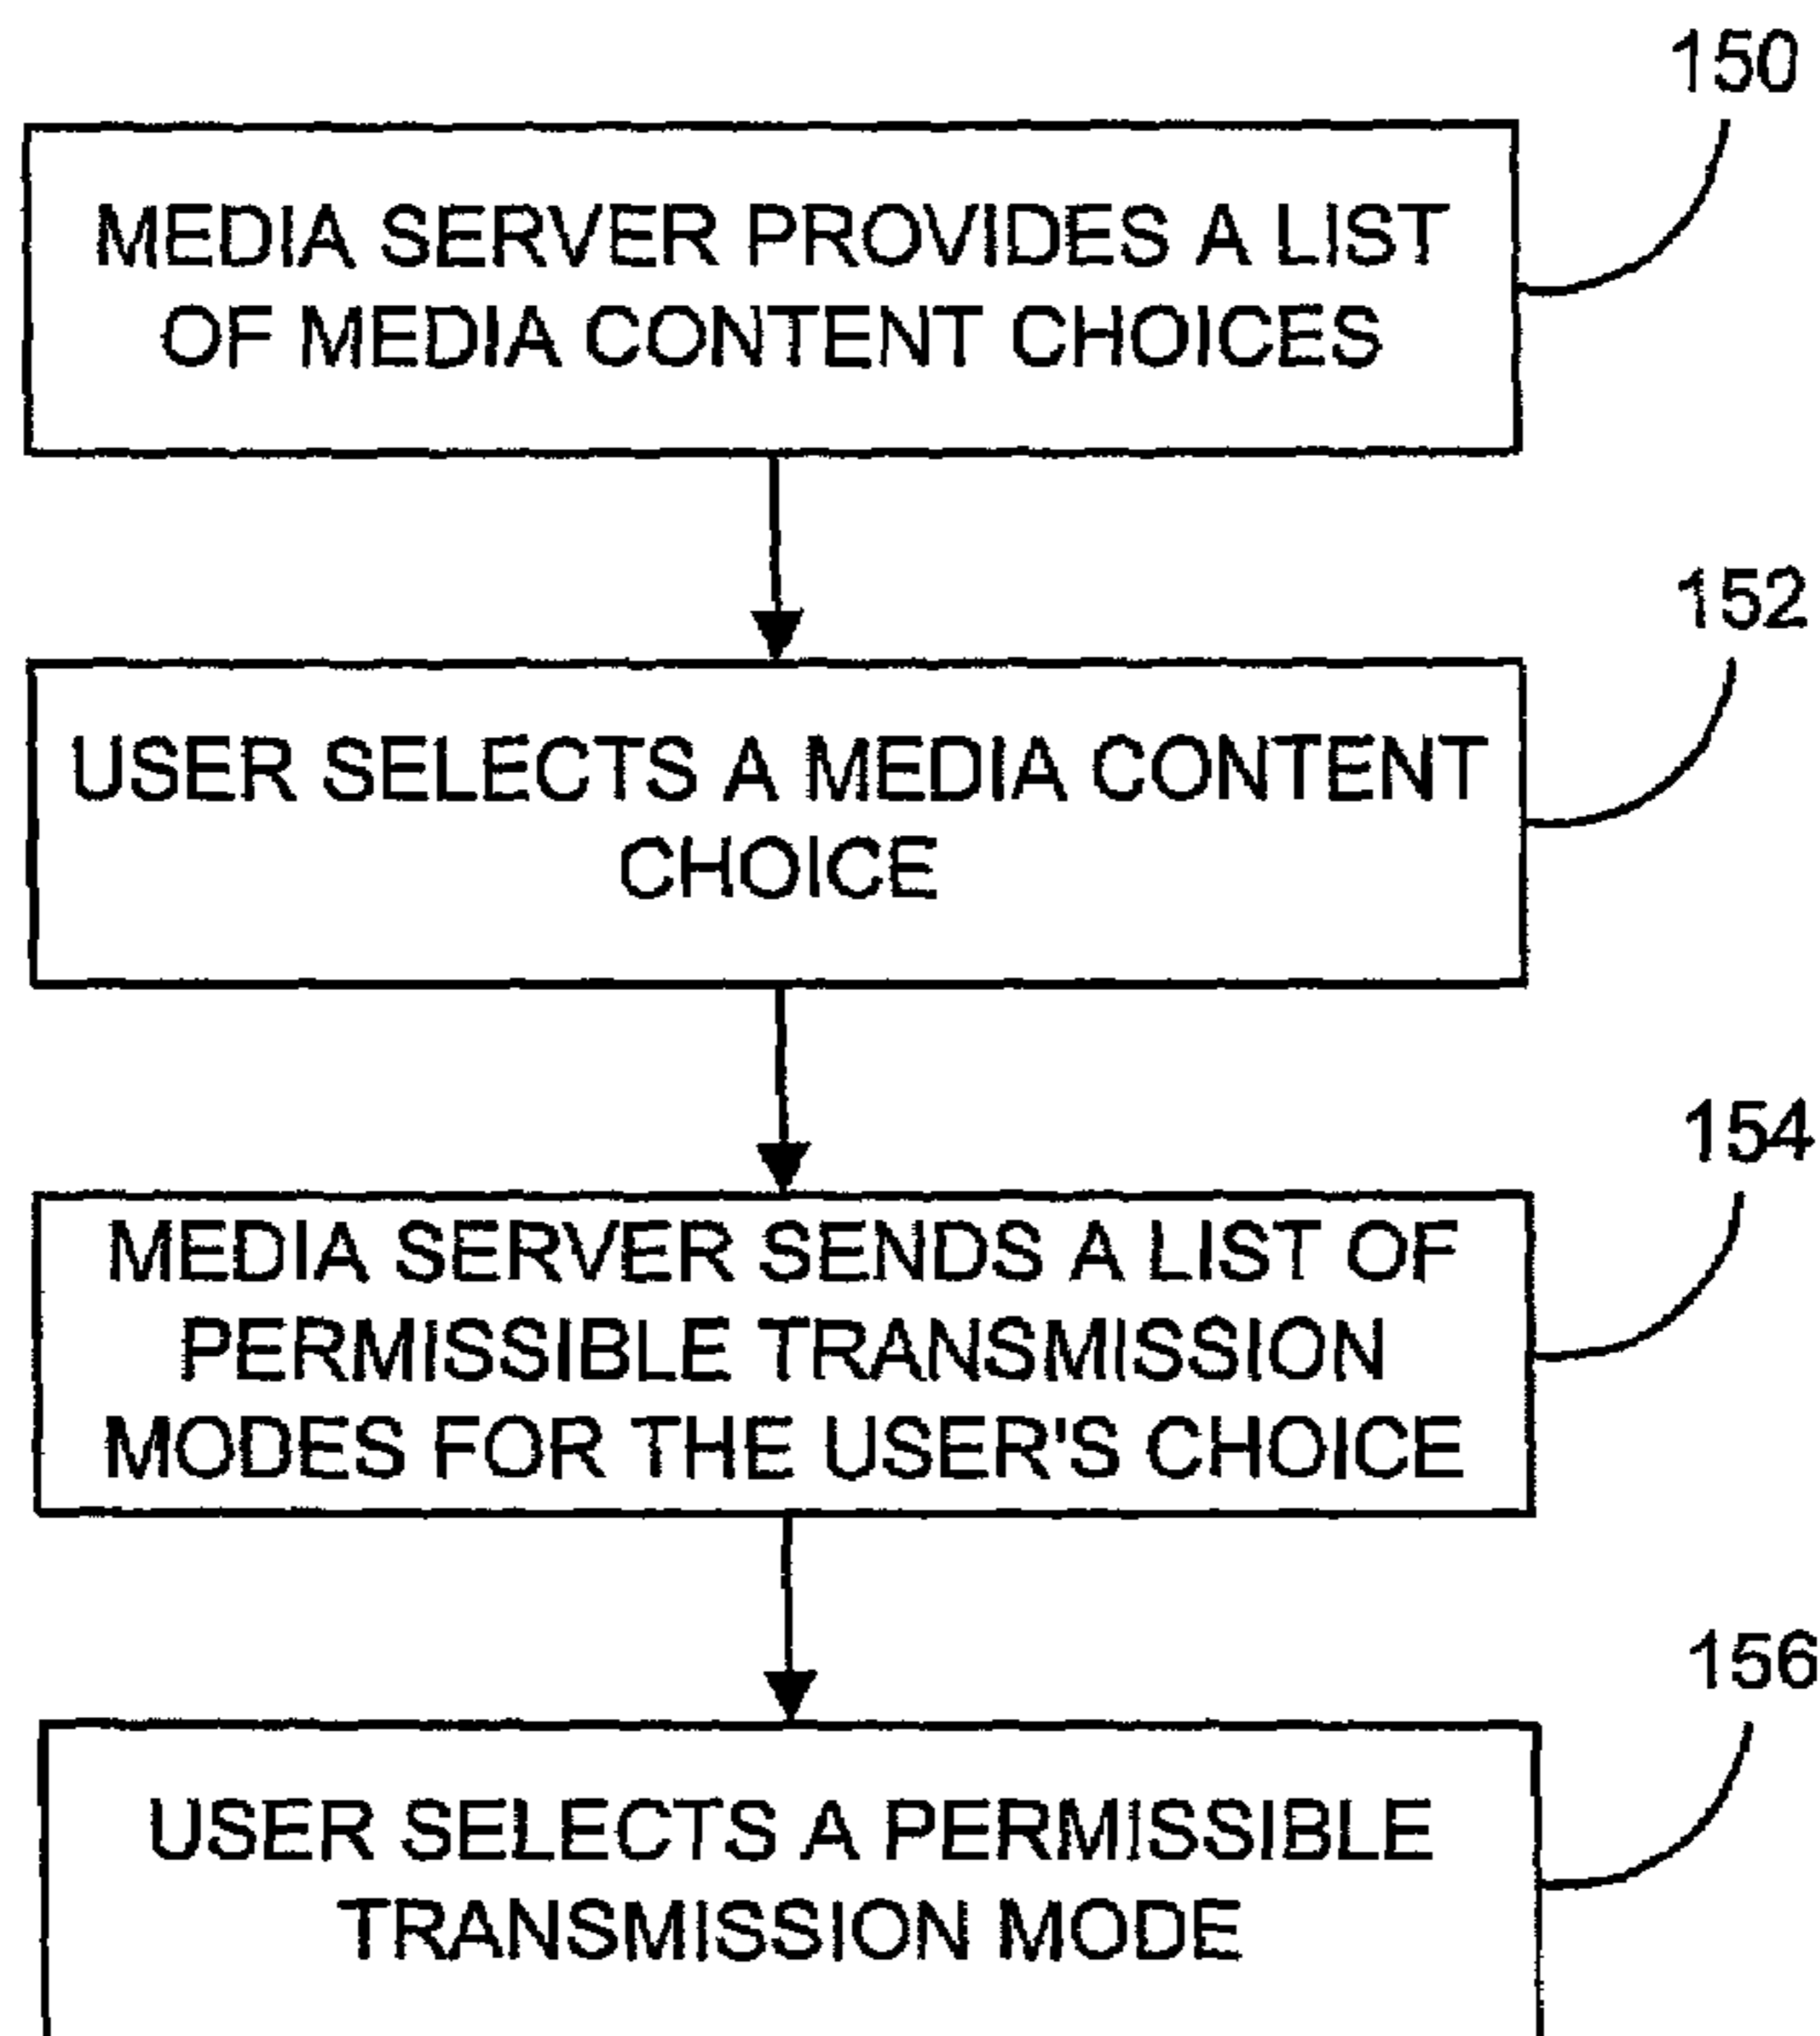 150
MEDIA SERVER PROVIDES A LIST
OF MEDIA CONTENT CHOICES
152
USER SELECTS A MEDIA CONTENT
CHOICE
154
MEDIA SERVER SENDS A LIST OF
PERMISSIBLE TRANSMISSION
MODES FOR THE USER'S CHOICE
156
USER SELECTS A PERMISSIBLE
TRANSMISSION MODE